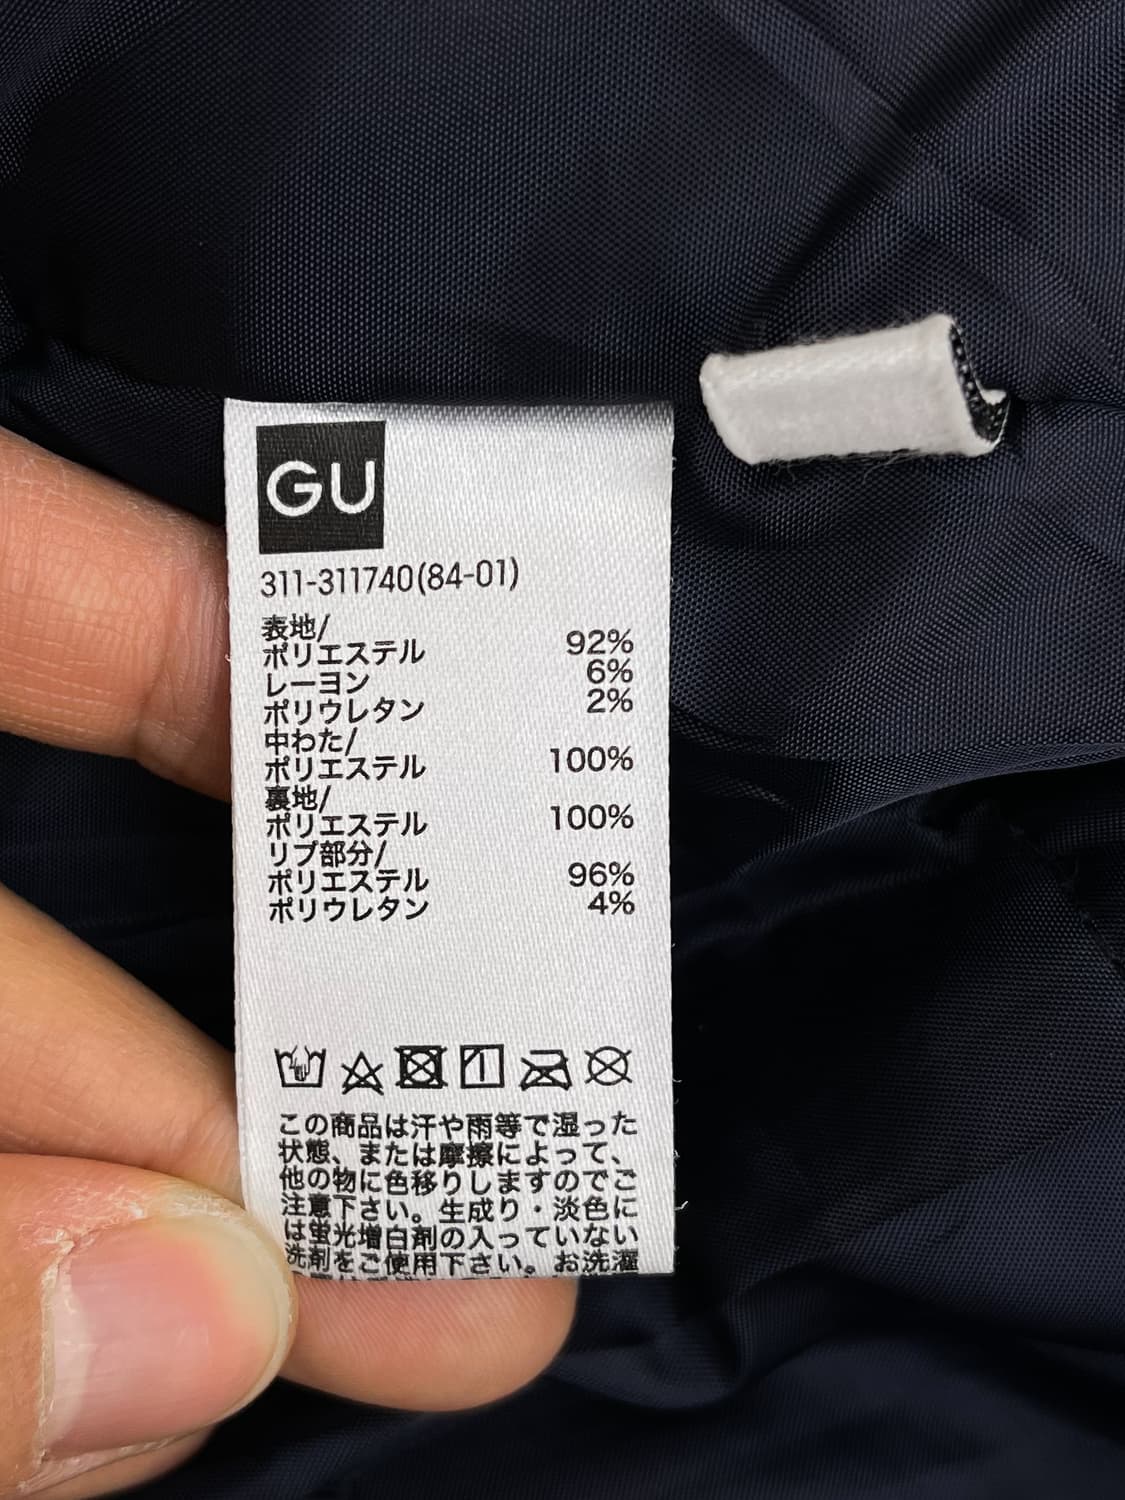 GU
311-311740(84-01)
表地/
ポリエステル 92%
レーヨン 6%
ポリウレタン 2%
中わた/
ポリエステル 100%
裏地/
ポリエステル 100%
リブ部分/
ポリエステル 96%
ポリウレタン 4%
この商品は汗や雨等で湿った
状態、または摩擦によって、
他の物に色移りしますのでご
注意下さい。生成り・淡色に
は蛍光増白剤の入っていない
洗剤をご使用下さい。お洗濯